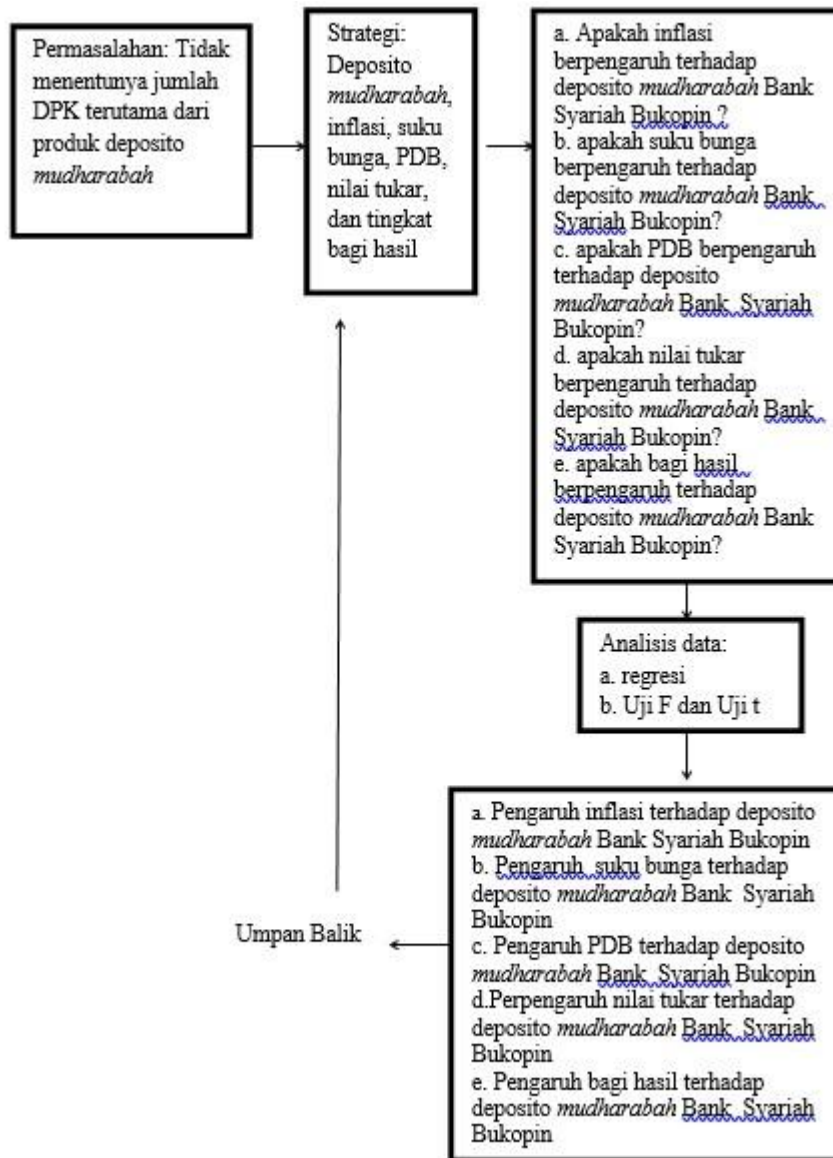 Permasalahan: Tidak
menentunya jumlah
DPK terutama dari
produk deposito
mudharabah
Strategi:
Deposito
mudharabah,
inflasi, suku
bunga, PDB,
nilai tukar,
dan tingkat
bagi hasil
a. Apakah inflasi
berpengaruh terhadap
deposito mudharabah Bank
Syariah Bukopin ?
b. apakah suku bunga
berpengaruh terhadap
deposito mudharabah Bank
Syariah Bukopin?
c. apakah PDB berpengaruh
terhadap deposito
mudharabah Bank Syariah
Bukopin?
d. apakah nilai tukar
berpengaruh terhadap
deposito mudharabah Bank
Syariah Bukopin?
e. apakah bagi hasil
berpengaruh terhadap
deposito mudharabah Bank
Syariah Bukopin?
Analisis data:
a. regresi
b. Uji F dan Uji t
a. Pengaruh inflasi terhadap deposito
mudharabah Bank Syariah Bukopin
b. Pengaruh suku bunga terhadap
deposito mudharabah Bank Syariah
Bukopin
c. Pengaruh PDB terhadap deposito
mudharabah Bank Syariah Bukopin
d.Perpengaruh nilai tukar terhadap
deposito mudharabah Bank Syariah
Bukopin
e. Pengaruh bagi hasil terhadap
deposito mudharabah Bank Syariah
Bukopin
Umpan Balik